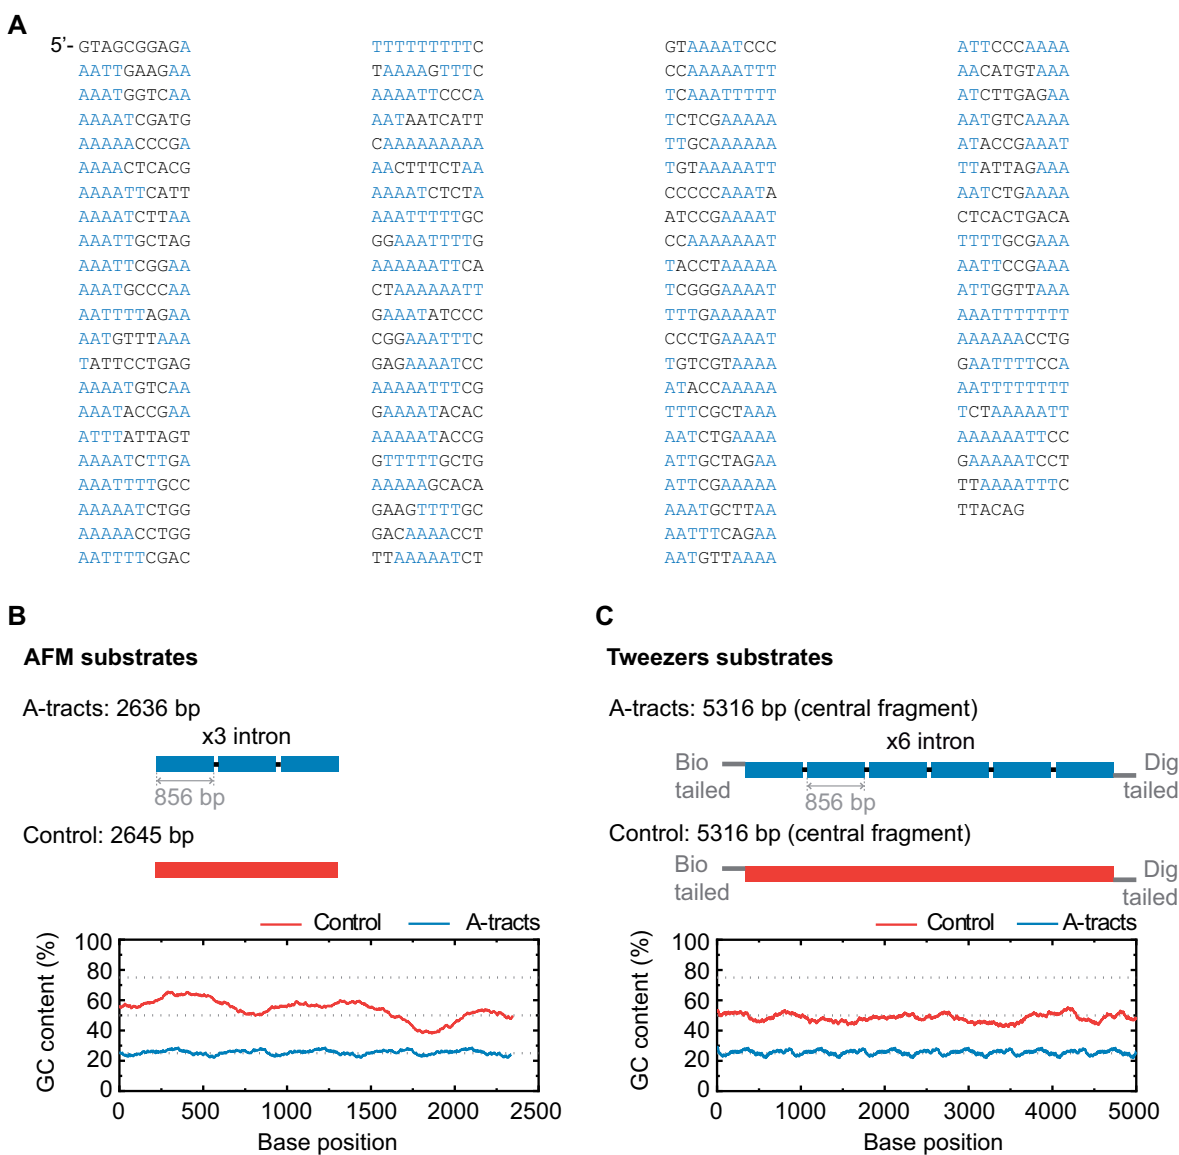 A
5'- GTAGCGGAGA
AATTGAAGAA
AAATGGTCAA
AAAATCGATG
AAAAACCCGA
AAAACTCACG
AAAATTCATT
AAAATCTTAA
AAATTGCTAG
AAATTCGGAA
AAATGCCCAA
AATTTTAGAA
AATGTTTAAA
TATTCCTGAG
AAAATGTCAA
AAATACCGAA
ATTTATTAGT
AAAATCTTGA
AAATTTTGCC
AAAAATCTGG
AAAAACCTGG
AATTTTCGAC
TTTTTTTTTC
TAAAAGTTTC
AAAATTCCCA
AATAATCATT
CAAAAAAAAA
AACTTTCTAA
AAAATCTCTA
AAATTTTTGC
GGAAATTTTG
AAAAAATTCA
CTAAAAAATT
GAAATATCCC
CGGAAATTTC
GAGAAAATCC
AAAAATTTCG
GAAAATACAC
AAAAATACCG
GTTTTTGCTG
AAAAAGCACA
GAAGTTTTGC
GACAAAACCT
TTAAAAATCT
GTAAAATCCC
CCAAAAATTT
TCAAATTTTT
TCTCGAAAAA
TTGCAAAAAA
TGTAAAAATT
CCCCCAAATA
ATCCGAAAAT
CCAAAAAAAT
TACCTAAAAA
TCGGGAAAAT
TTTGAAAAAT
CCCTGAAAAT
TGTCGTAAAA
ATACCAAAAA
TTTCGCTAAA
AATCTGAAAA
ATTGCTAGAA
ATTCGAAAAA
AAATGCTTAA
AATTTCAGAA
AATGTTAAAA
ATTCCCAAAA
AACATGTAAA
ATCTTGAGAA
AATGTCAAAA
ATACCGAAAT
TTATTAGAAA
AATCTGAAAA
CTCACTGACA
TTTTGCGAAA
AATTCCGAAA
ATTGGTTAAA
AAATTTTTTT
AAAAAACCTG
GAATTTTCCA
AATTTTTTTT
TCTAAAAATT
AAAAAATTCC
GAAAAATCCT
TTAAAATTTC
TTACAG
B
AFM substrates
A-tracts: 2636 bp
x3 intron
856 bp
Control: 2645 bp
Control
A-tracts
GC content (%)
100
80
60
40
20
0
0 500 1000 1500 2000 2500
Base position
C
Tweezers substrates
A-tracts: 5316 bp (central fragment)
x6 intron
Bio tailed
Dig tailed
856 bp
Control: 5316 bp (central fragment)
Bio tailed
Dig tailed
Control
A-tracts
GC content (%)
100
80
60
40
20
0
0 1000 2000 3000 4000 5000
Base position